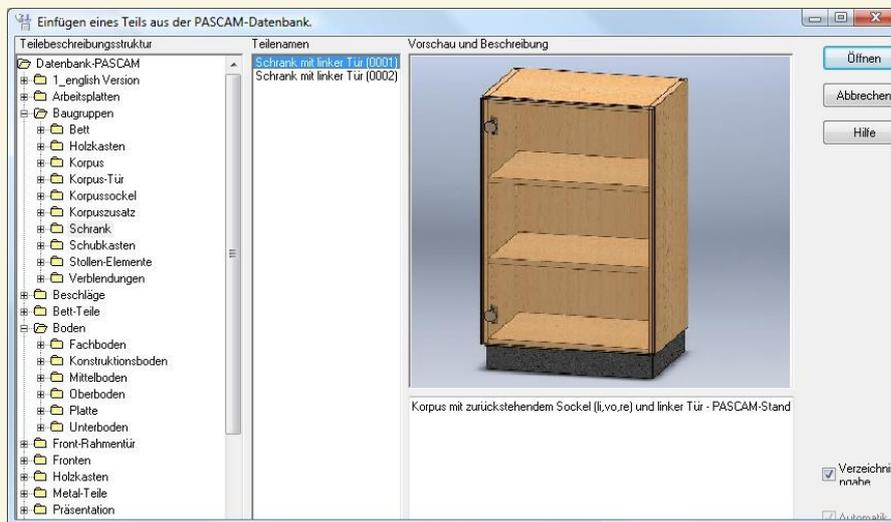 Einfügen eines Teils aus der PASCAM-Datenbank.
Teilebeschreibungsstruktur
Datenbank-PASCAM
1_english Version
Arbeitsplatten
Baugruppen
Bett
Holzkasten
Korpus
Korpus-Tür
Korpussockel
Korpuszusatz
Schrank
Schubkasten
Stollen-Elemente
Verblendungen
Beschläge
Bett-Teile
Boden
Fachboden
Konstruktionsboden
Mittelboden
Oberboden
Platte
Unterboden
Front-Rahmentür
Fronten
Holzkasten
Metal-Teile
Präsentation
Teilenamen
Schrank mit linker Tür (0001)
Schrank mit linker Tür (0002)
Vorschau und Beschreibung
Korpus mit zurückstehendem Sockel (li,vo,re) und linker Tür - PASCAM-Stand
Öffnen
Abbrechen
Hilfe
Verzeichni
ngabe
Automatik